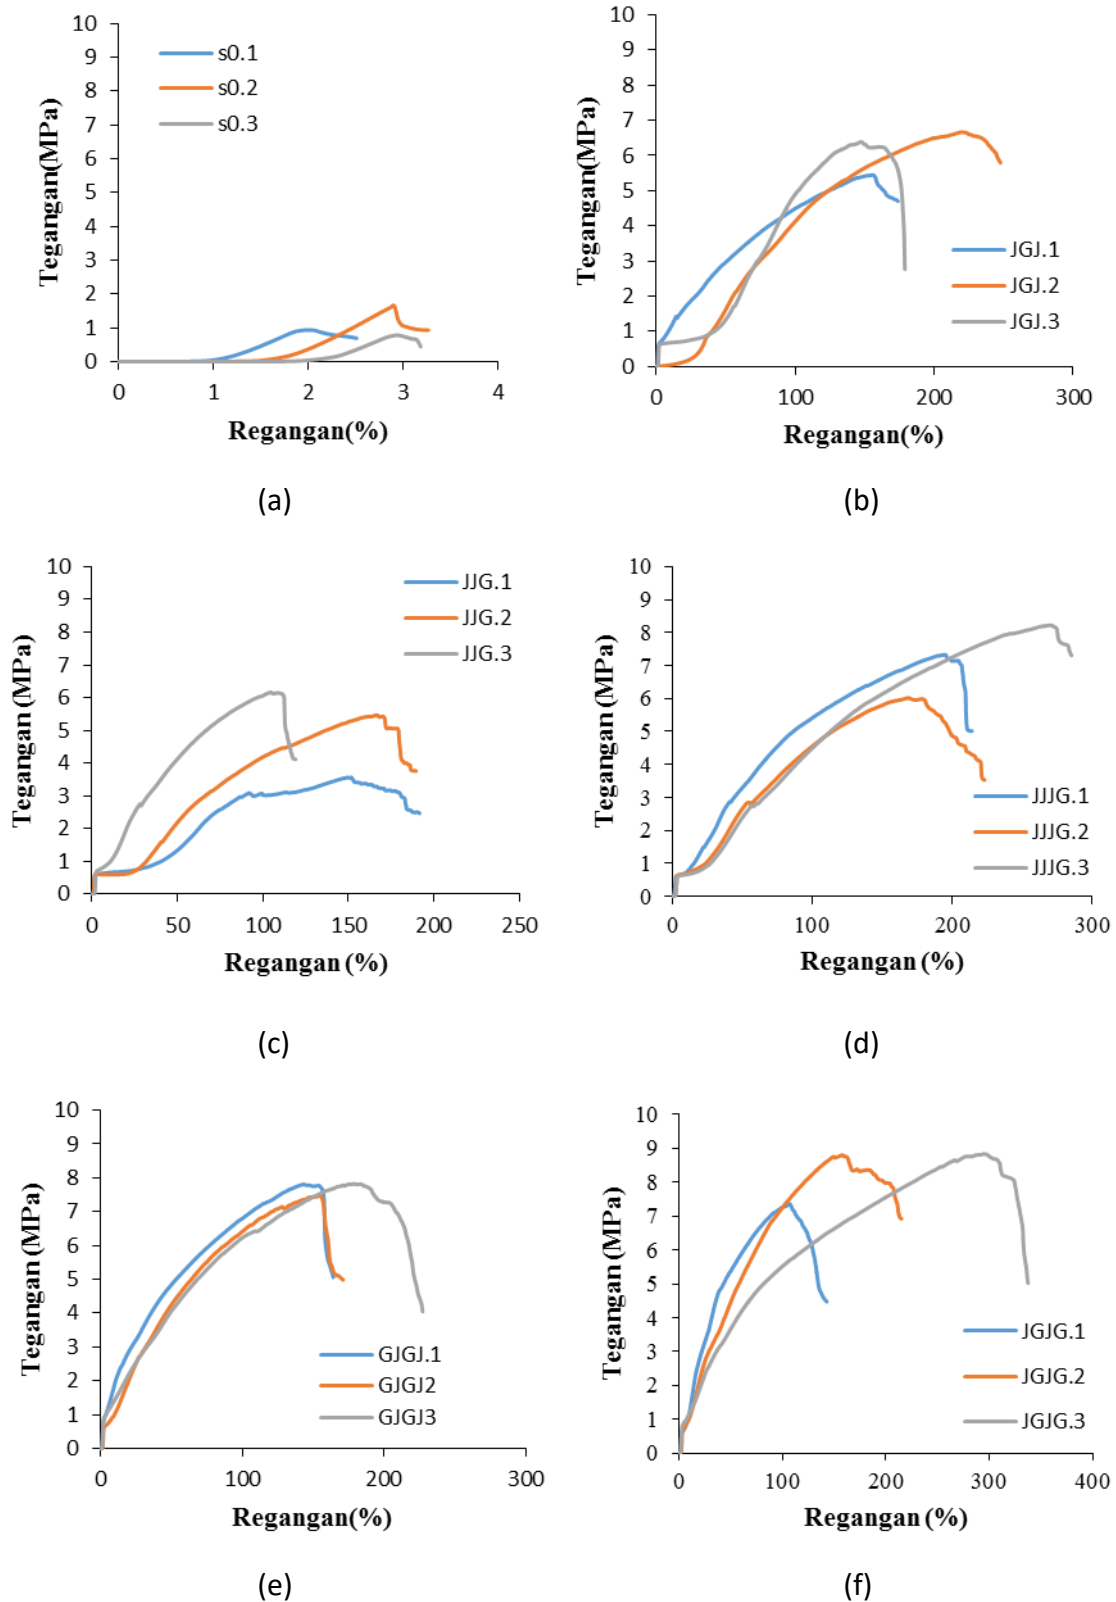 10
9
8
7
6
5
4
3
2
1
0
Tegangan(MPa)
s0.1
s0.2
s0.3
0 1 2 3 4
Regangan(%)
(a)
10
9
8
7
6
5
4
3
2
1
0
Tegangan(MPa)
JGJ.1
JGJ.2
JGJ.3
0 100 200 300
Regangan(%)
(b)
10
9
8
7
6
5
4
3
2
1
0
Tegangan (MPa)
JJG.1
JJG.2
JJG.3
0 50 100 150 200 250
Regangan (%)
(c)
10
9
8
7
6
5
4
3
2
1
0
Tegangan (MPa)
JJJG.1
JJJG.2
JJJG.3
0 100 200 300
Regangan (%)
(d)
10
9
8
7
6
5
4
3
2
1
0
Tegangan (MPa)
GJGJ.1
GJGJ2
GJGJ3
0 100 200 300
Regangan(%)
(e)
10
9
8
7
6
5
4
3
2
1
0
Tegangan (MPa)
JGJG.1
JGJG.2
JGJG.3
0 100 200 300 400
Regangan (%)
(f)